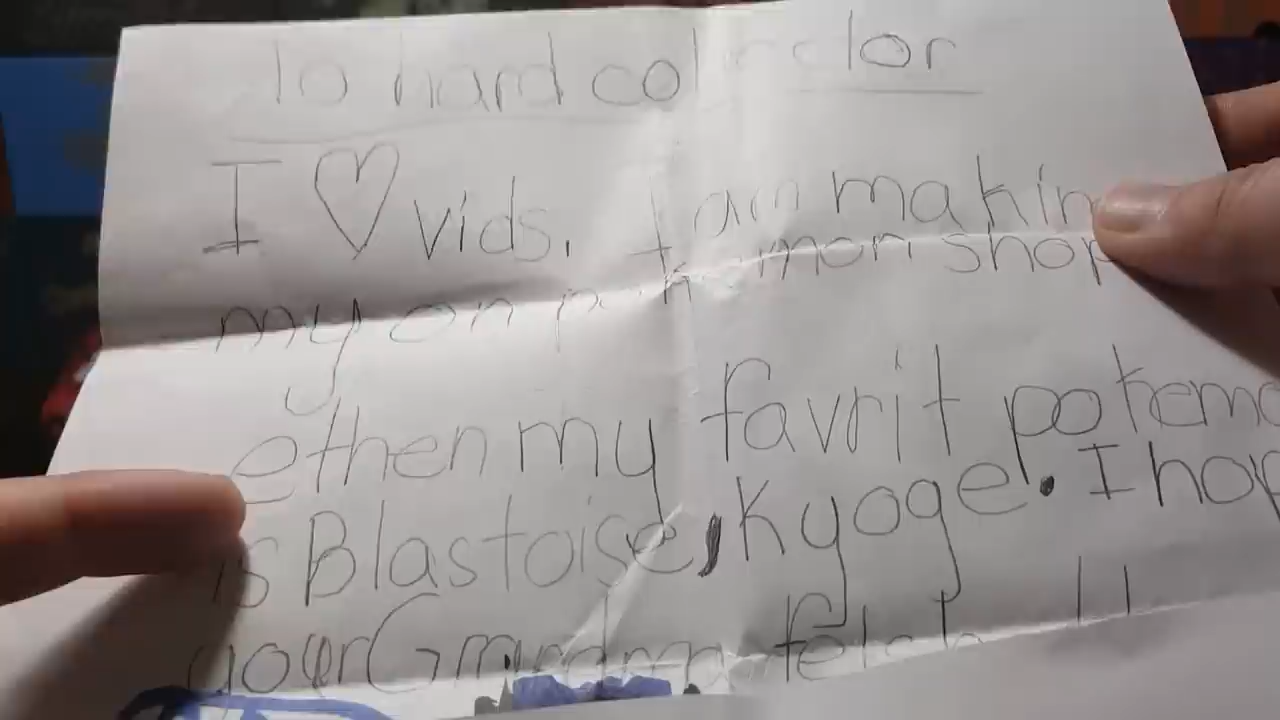 To hard collector
I ♡ vids. I am makin
my on pokemon shop
ethen my favrit pokemo
is Blastoise, Kyoge. I hop
your Grandma